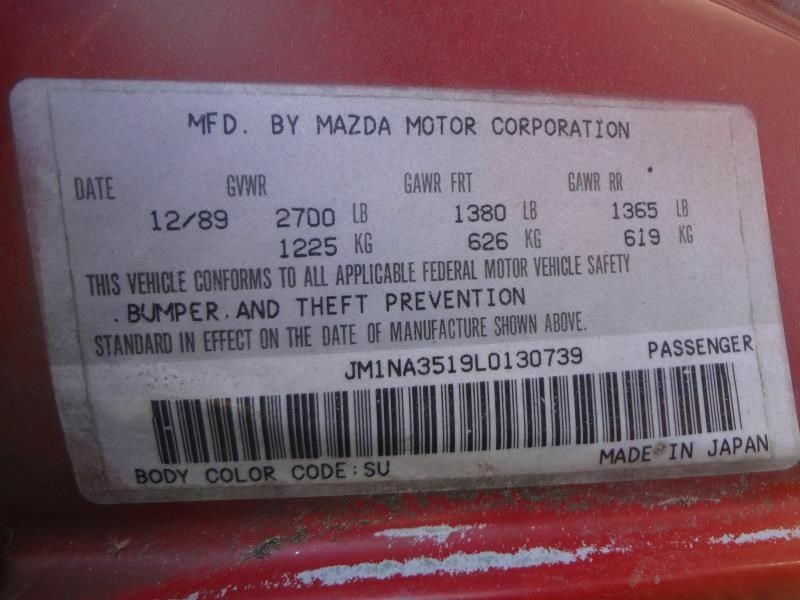 MFD. BY MAZDA MOTOR CORPORATION
DATE GVWR GAWR FRT GAWR RR
12/89 2700 LB 1380 LB 1365 LB
1225 KG 626 KG 619 KG
THIS VEHICLE CONFORMS TO ALL APPLICABLE FEDERAL MOTOR VEHICLE SAFETY
. BUMPER. AND THEFT PREVENTION
STANDARD IN EFFECT ON THE DATE OF MANUFACTURE SHOWN ABOVE.
JM1NA3519L0130739 PASSENGER
BODY COLOR CODE:SU MADE IN JAPAN